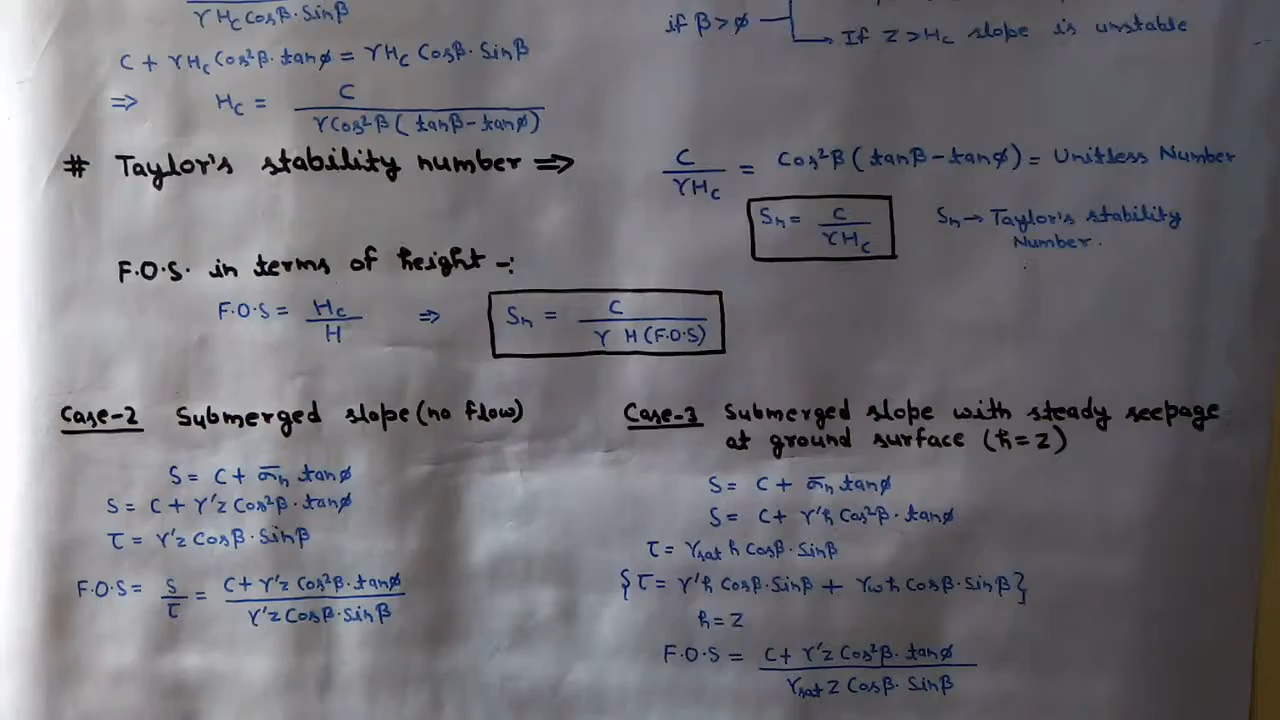 γHc Cosβ·Sinβ
if β>φ
If Z>Hc slope is unstable
C + γHc Cos²β·tanφ = γHc Cosβ·Sinβ
⇒ Hc = C / γCos²β(tanβ-tanφ)
# Taylor's stability number ⇒
C / γHc = Cos²β(tanβ-tanφ) = Unitless Number
Sn = C / γHc
Sn → Taylor's stability
Number.
F.O.S. in terms of height -:
F.O.S = Hc / H ⇒ Sn = C / γ H(F.O.S)
Case-2 Submerged slope (no flow)
S = C + σ̅n tanφ
S = C + γ'z Cos²β·tanφ
τ = γ'z Cosβ·Sinβ
F.O.S = S / τ = C + γ'z Cos²β·tanφ / γ'z Cosβ·Sinβ
Case-3 Submerged slope with steady seepage
at ground surface (h=z)
S = C + σ̅n tanφ
S = C + γ'h Cos²β·tanφ
τ = γsat h Cosβ·Sinβ
{τ = γ'h Cosβ·Sinβ + γwh Cosβ·Sinβ}
h = z
F.O.S = C + γ'z Cos²β·tanφ / γsat z Cosβ·Sinβ